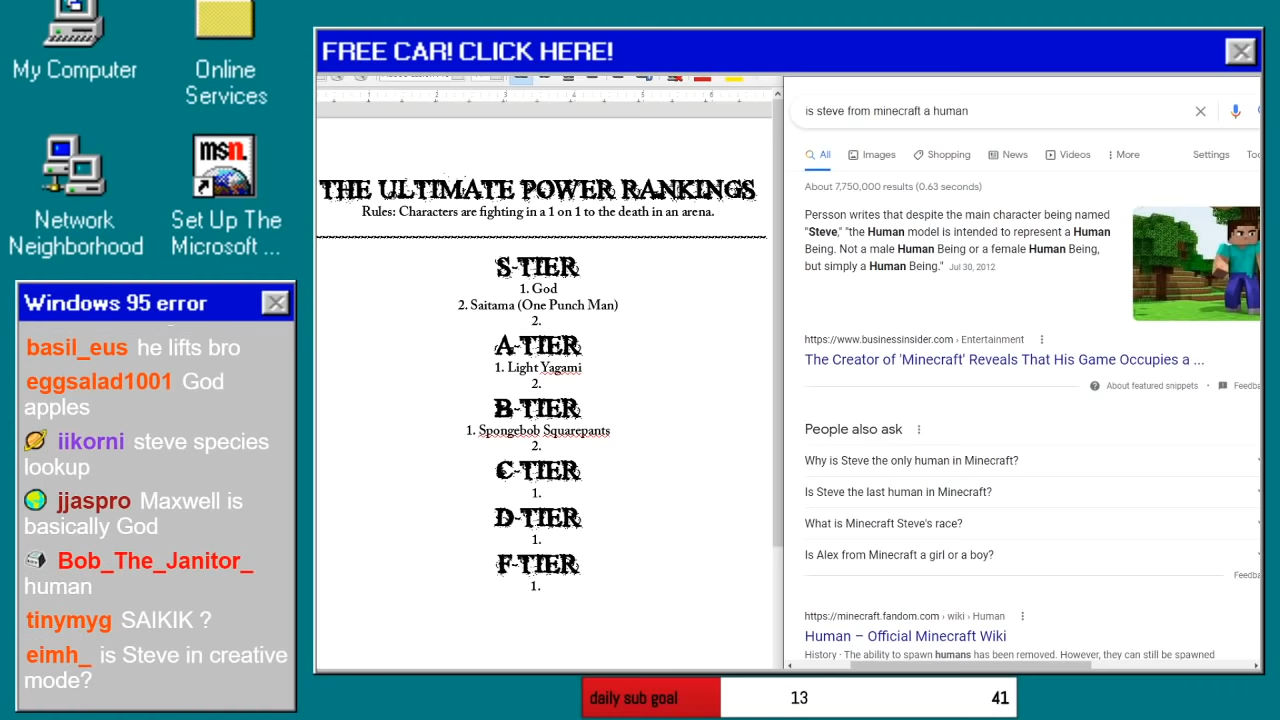 My Computer
Online
Services
msn.
Network
Neighborhood
Set Up The
Microsoft ...
Windows 95 error
basil_eus he lifts bro
eggsalad1001 God
apples
iikorni steve species
lookup
jjaspro Maxwell is
basically God
Bob_The_Janitor_
human
tinymyg SAIKIK ?
eimh_ is Steve in creative
mode?
FREE CAR! CLICK HERE!
THE ULTIMATE POWER RANKINGS
Rules: Characters are fighting in a 1 on 1 to the death in an arena.
S-TIER
1. God
2. Saitama (One Punch Man)
2.
A-TIER
1. Light Yagami
2.
B-TIER
1. Spongebob Squarepants
2.
C-TIER
1.
D-TIER
1.
F-TIER
1.
is steve from minecraft a human
All Images Shopping News Videos More Settings Too
About 7,750,000 results (0.63 seconds)
Persson writes that despite the main character being named
"Steve," "the Human model is intended to represent a Human
Being. Not a male Human Being or a female Human Being,
but simply a Human Being." Jul 30, 2012
https://www.businessinsider.com › Entertainment
The Creator of 'Minecraft' Reveals That His Game Occupies a ...
About featured snippets • Feedba
People also ask
Why is Steve the only human in Minecraft?
Is Steve the last human in Minecraft?
What is Minecraft Steve's race?
Is Alex from Minecraft a girl or a boy?
Feedba
https://minecraft.fandom.com › wiki › Human
Human – Official Minecraft Wiki
History · The ability to spawn humans has been removed. However, they can still be spawned
daily sub goal 13 41